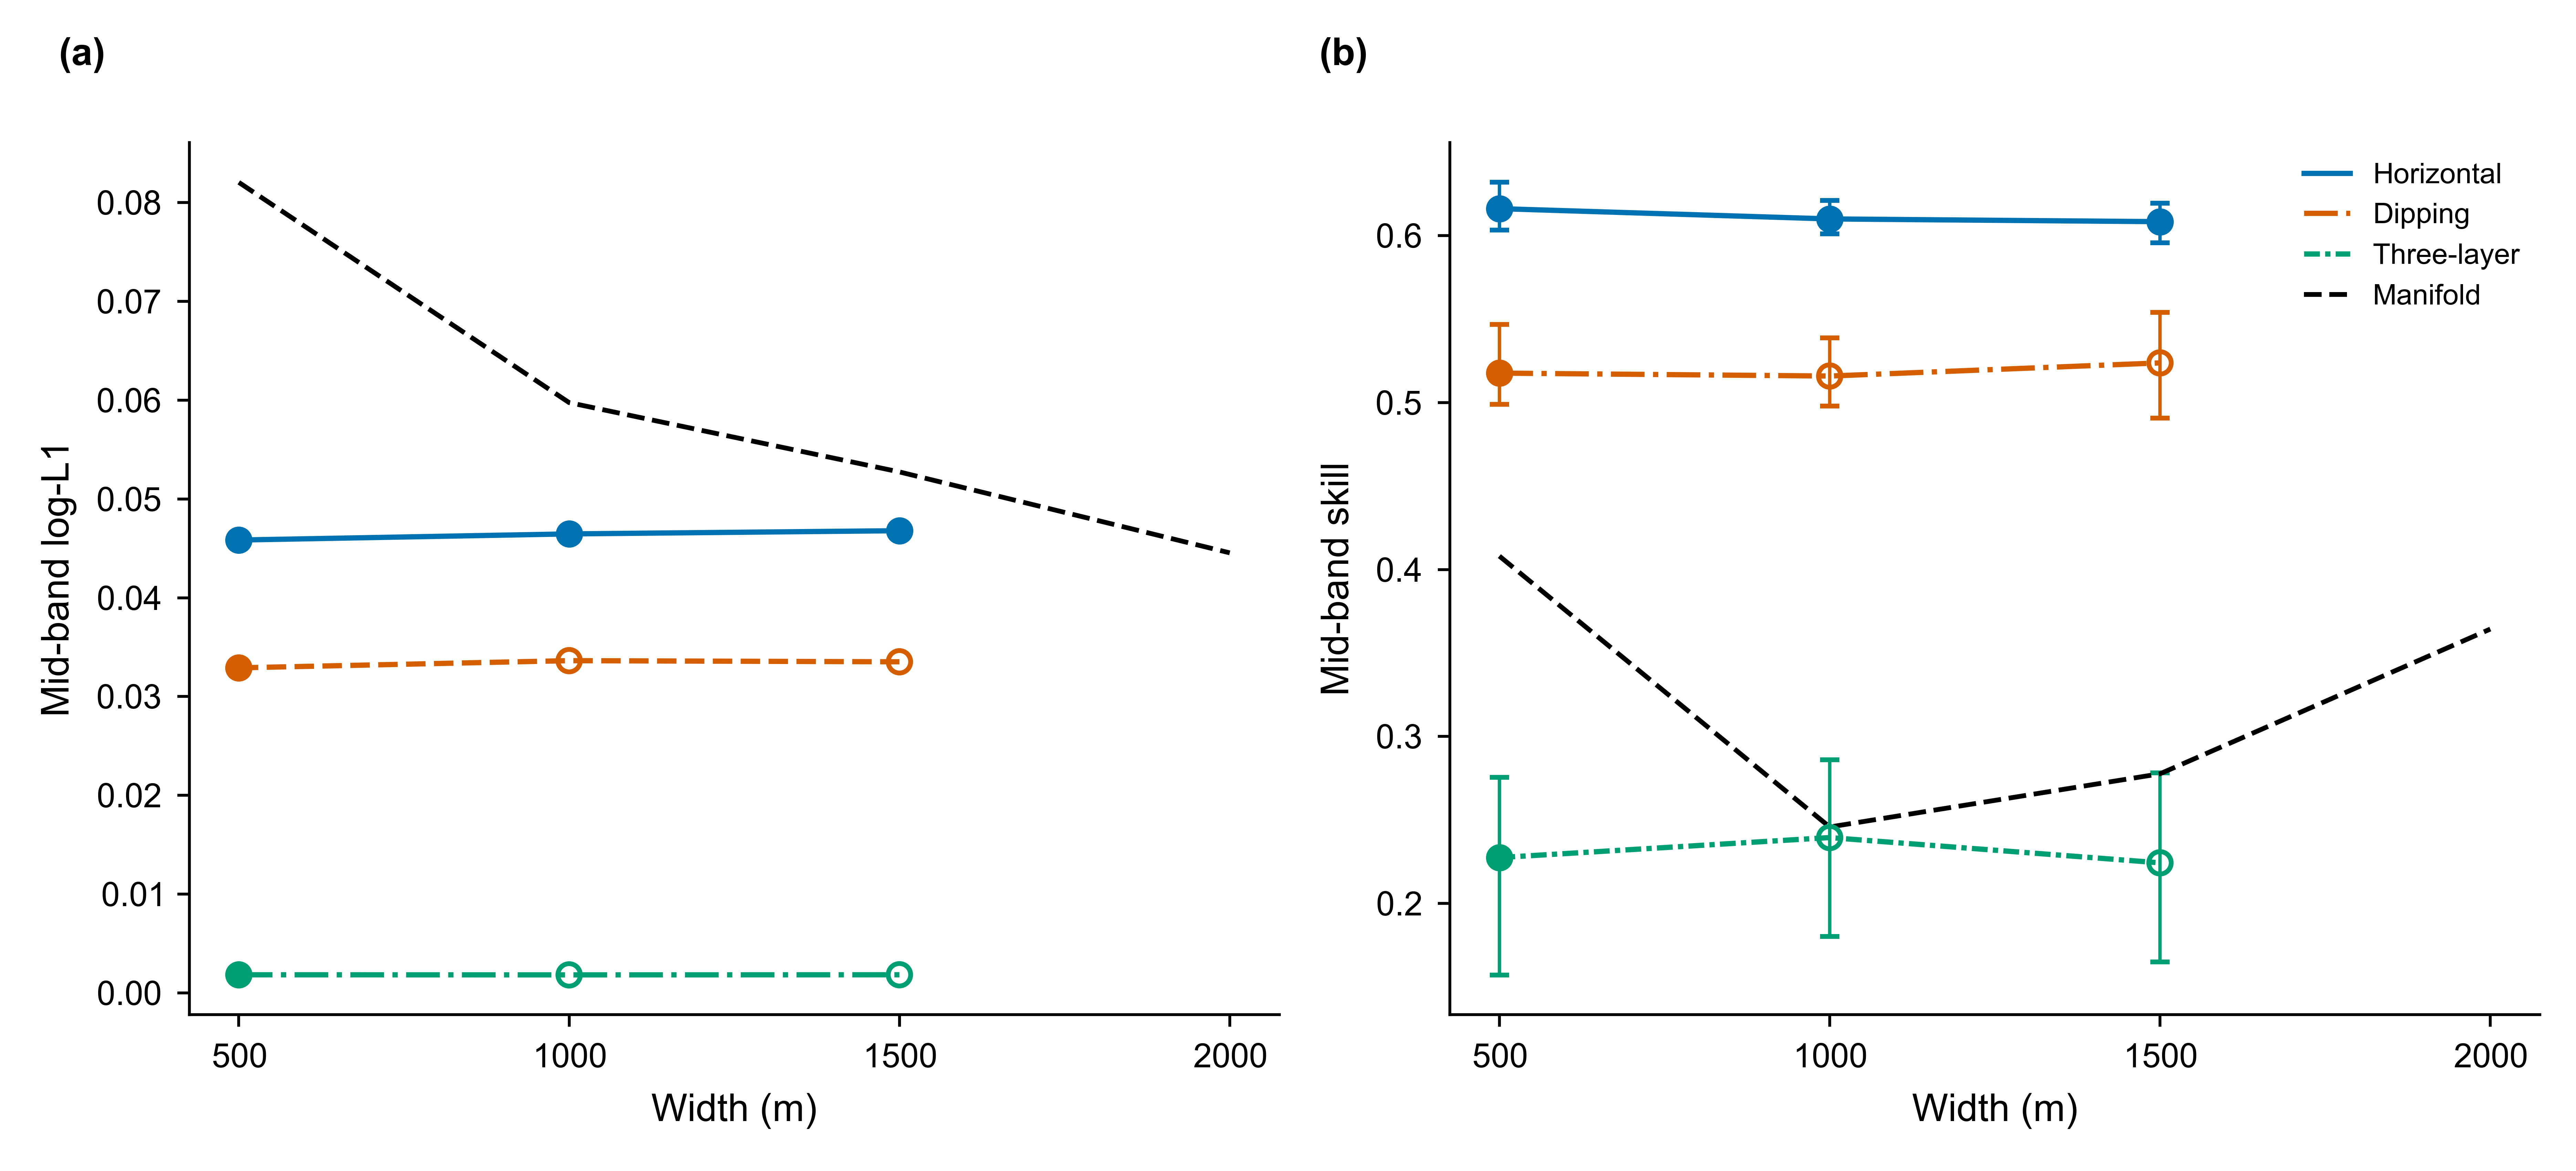 (a)
Mid-band log-L1
0.08
0.07
0.06
0.05
0.04
0.03
0.02
0.01
0.00
500
1000
1500
2000
Width (m)
(b)
Mid-band skill
0.6
0.5
0.4
0.3
0.2
500
1000
1500
2000
Width (m)
Horizontal
Dipping
Three-layer
Manifold